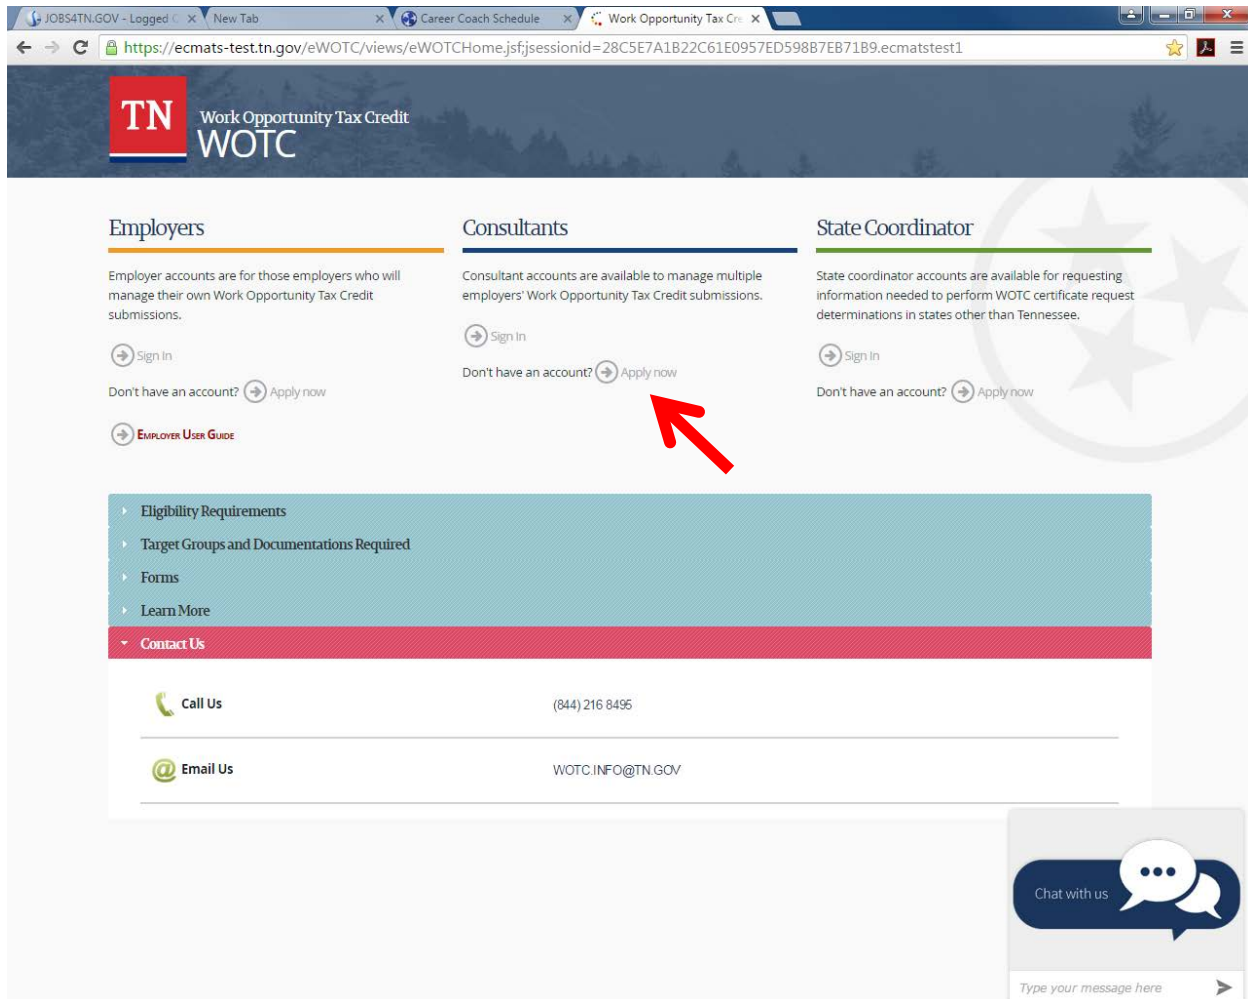 JOBS4TN.GOV - Logged
New Tab
Career Coach Schedule
Work Opportunity Tax Cre
https://ecmats-test.tn.gov/eWOTC/views/eWOTCHome.jsf;jsessionid=28C5E7A1B22C61E0957ED598B7EB71B9.ecmatstest1
TN
Work Opportunity Tax Credit
WOTC
Employers
Employer accounts are for those employers who will
manage their own Work Opportunity Tax Credit
submissions.
Sign In
Don't have an account? Apply now
EMPLOYER USER GUIDE
Consultants
Consultant accounts are available to manage multiple
employers' Work Opportunity Tax Credit submissions.
Sign In
Don't have an account? Apply now
State Coordinator
State coordinator accounts are available for requesting
information needed to perform WOTC certificate request
determinations in states other than Tennessee.
Sign In
Don't have an account? Apply now
Eligibility Requirements
Target Groups and Documentations Required
Forms
Learn More
Contact Us
Call Us
(844) 216 8495
Email Us
WOTC.INFO@TN.GOV
Chat with us
Type your message here